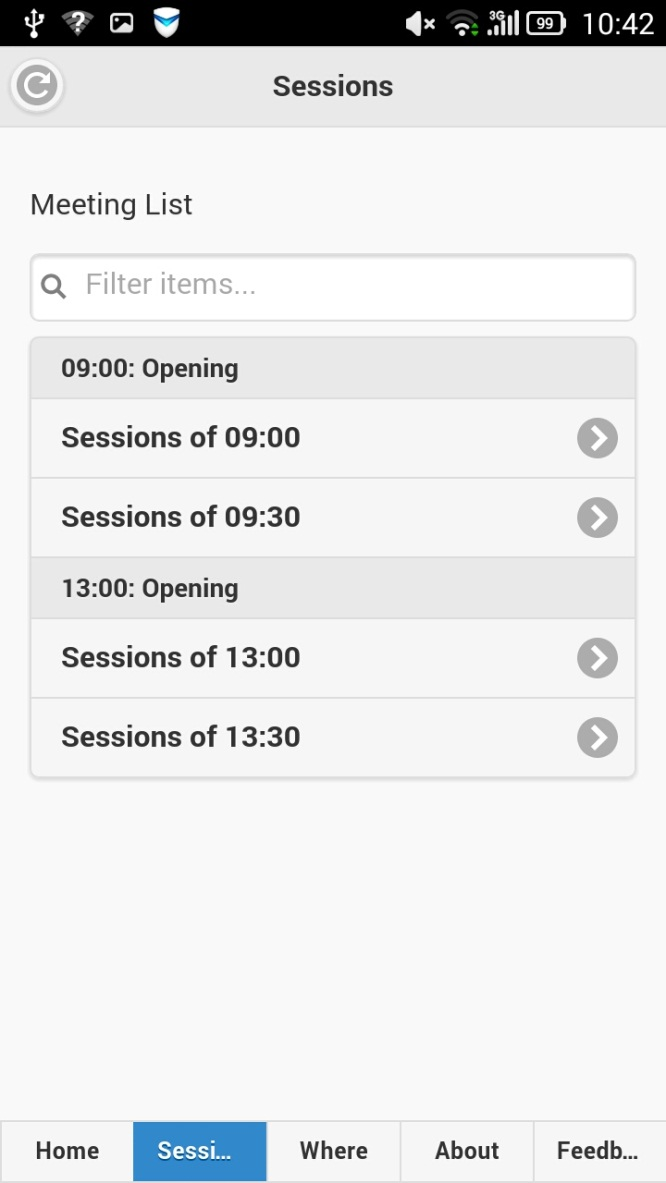 3G 99 10:42
Sessions
Meeting List
Filter items...
09:00: Opening
Sessions of 09:00
Sessions of 09:30
13:00: Opening
Sessions of 13:00
Sessions of 13:30
Home Sessi... Where About Feedb...